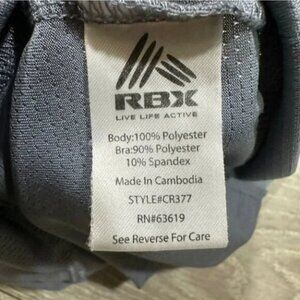 RBX
LIVE LIFE ACTIVE
Body:100% Polyester
Bra:90% Polyester
10% Spandex
Made In Cambodia
STYLE#CR377
RN#63619
See Reverse For Care